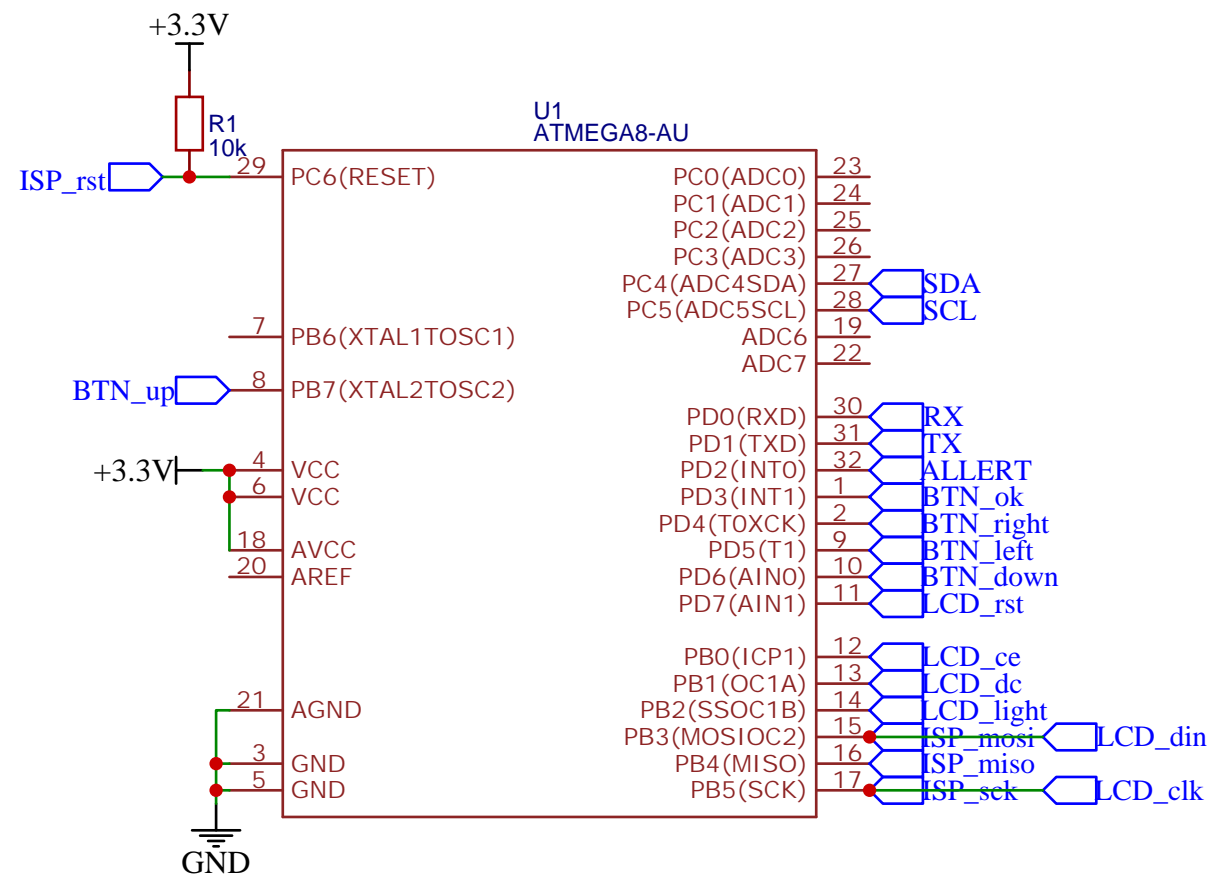 +3.3V
R1
10k
U1
ATMEGA8-AU
ISP_rst
29
PC6(RESET)
7
PB6(XTAL1TOSC1)
BTN_up
8
PB7(XTAL2TOSC2)
+3.3V
4
VCC
6
VCC
18
AVCC
20
AREF
21
AGND
3
GND
5
GND
GND
PC0(ADC0)
23
PC1(ADC1)
24
PC2(ADC2)
25
PC3(ADC3)
26
PC4(ADC4SDA)
27
SDA
PC5(ADC5SCL)
28
SCL
ADC6
19
ADC7
22
PD0(RXD)
30
RX
PD1(TXD)
31
TX
PD2(INT0)
32
ALLERT
PD3(INT1)
1
BTN_ok
PD4(T0XCK)
2
BTN_right
PD5(T1)
9
BTN_left
PD6(AIN0)
10
BTN_down
PD7(AIN1)
11
LCD_rst
PB0(ICP1)
12
LCD_ce
PB1(OC1A)
13
LCD_dc
PB2(SSOC1B)
14
LCD_light
PB3(MOSIOC2)
15
ISP_mosi
LCD_din
PB4(MISO)
16
ISP_miso
PB5(SCK)
17
ISP_sck
LCD_clk